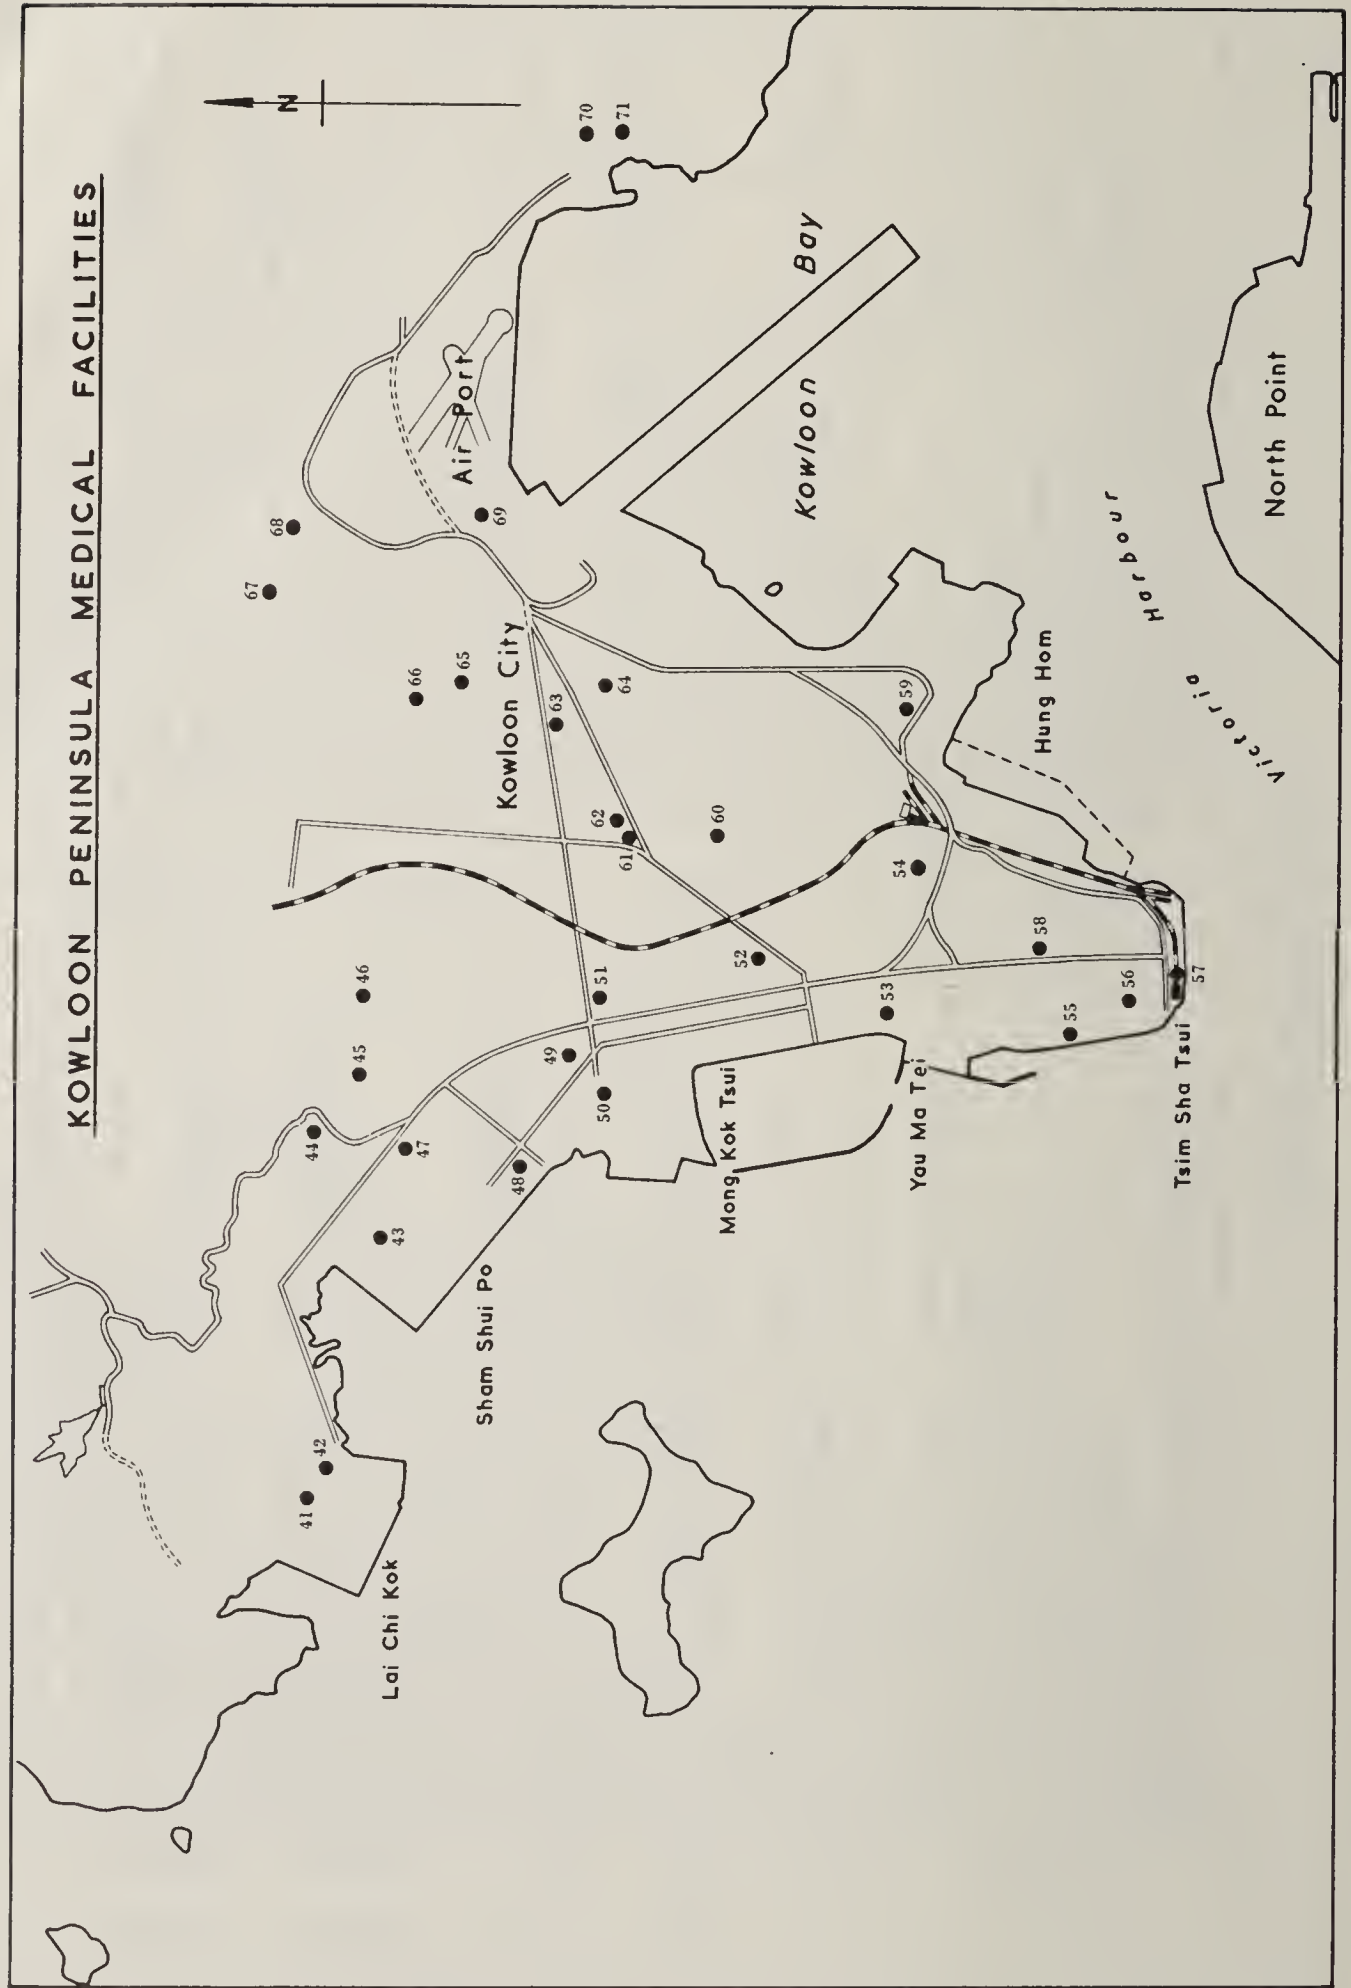 KOWLOON PENINSULA MEDICAL FACILITIES
N
67
68
66
65
46
45
44
47
43
42
41
Air Port
69
70
71
Kowloon City
63
64
62
61
60
51
49
50
48
52
Sham Shui Po
Lai Chi Kok
Mong Kok Tsui
Kowloon Bay
59
54
53
Yau Ma Tei
58
55
56
57
Hung Hom
Tsim Sha Tsui
Victoria Harbour
North Point